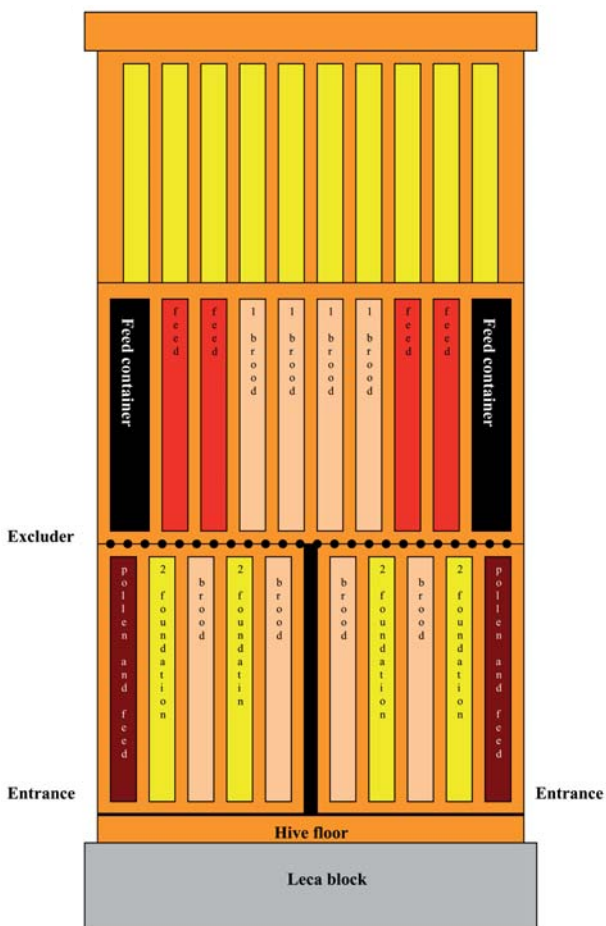 Feed container
feed
feed
1 brood
1 brood
1 brood
1 brood
feed
feed
Feed container
Excluder
pollen and feed
2 foundation
brood
2 foundatin
brood
brood
2 foundation
brood
2 foundation
pollen and feed
Entrance
Entrance
Hive floor
Leca block